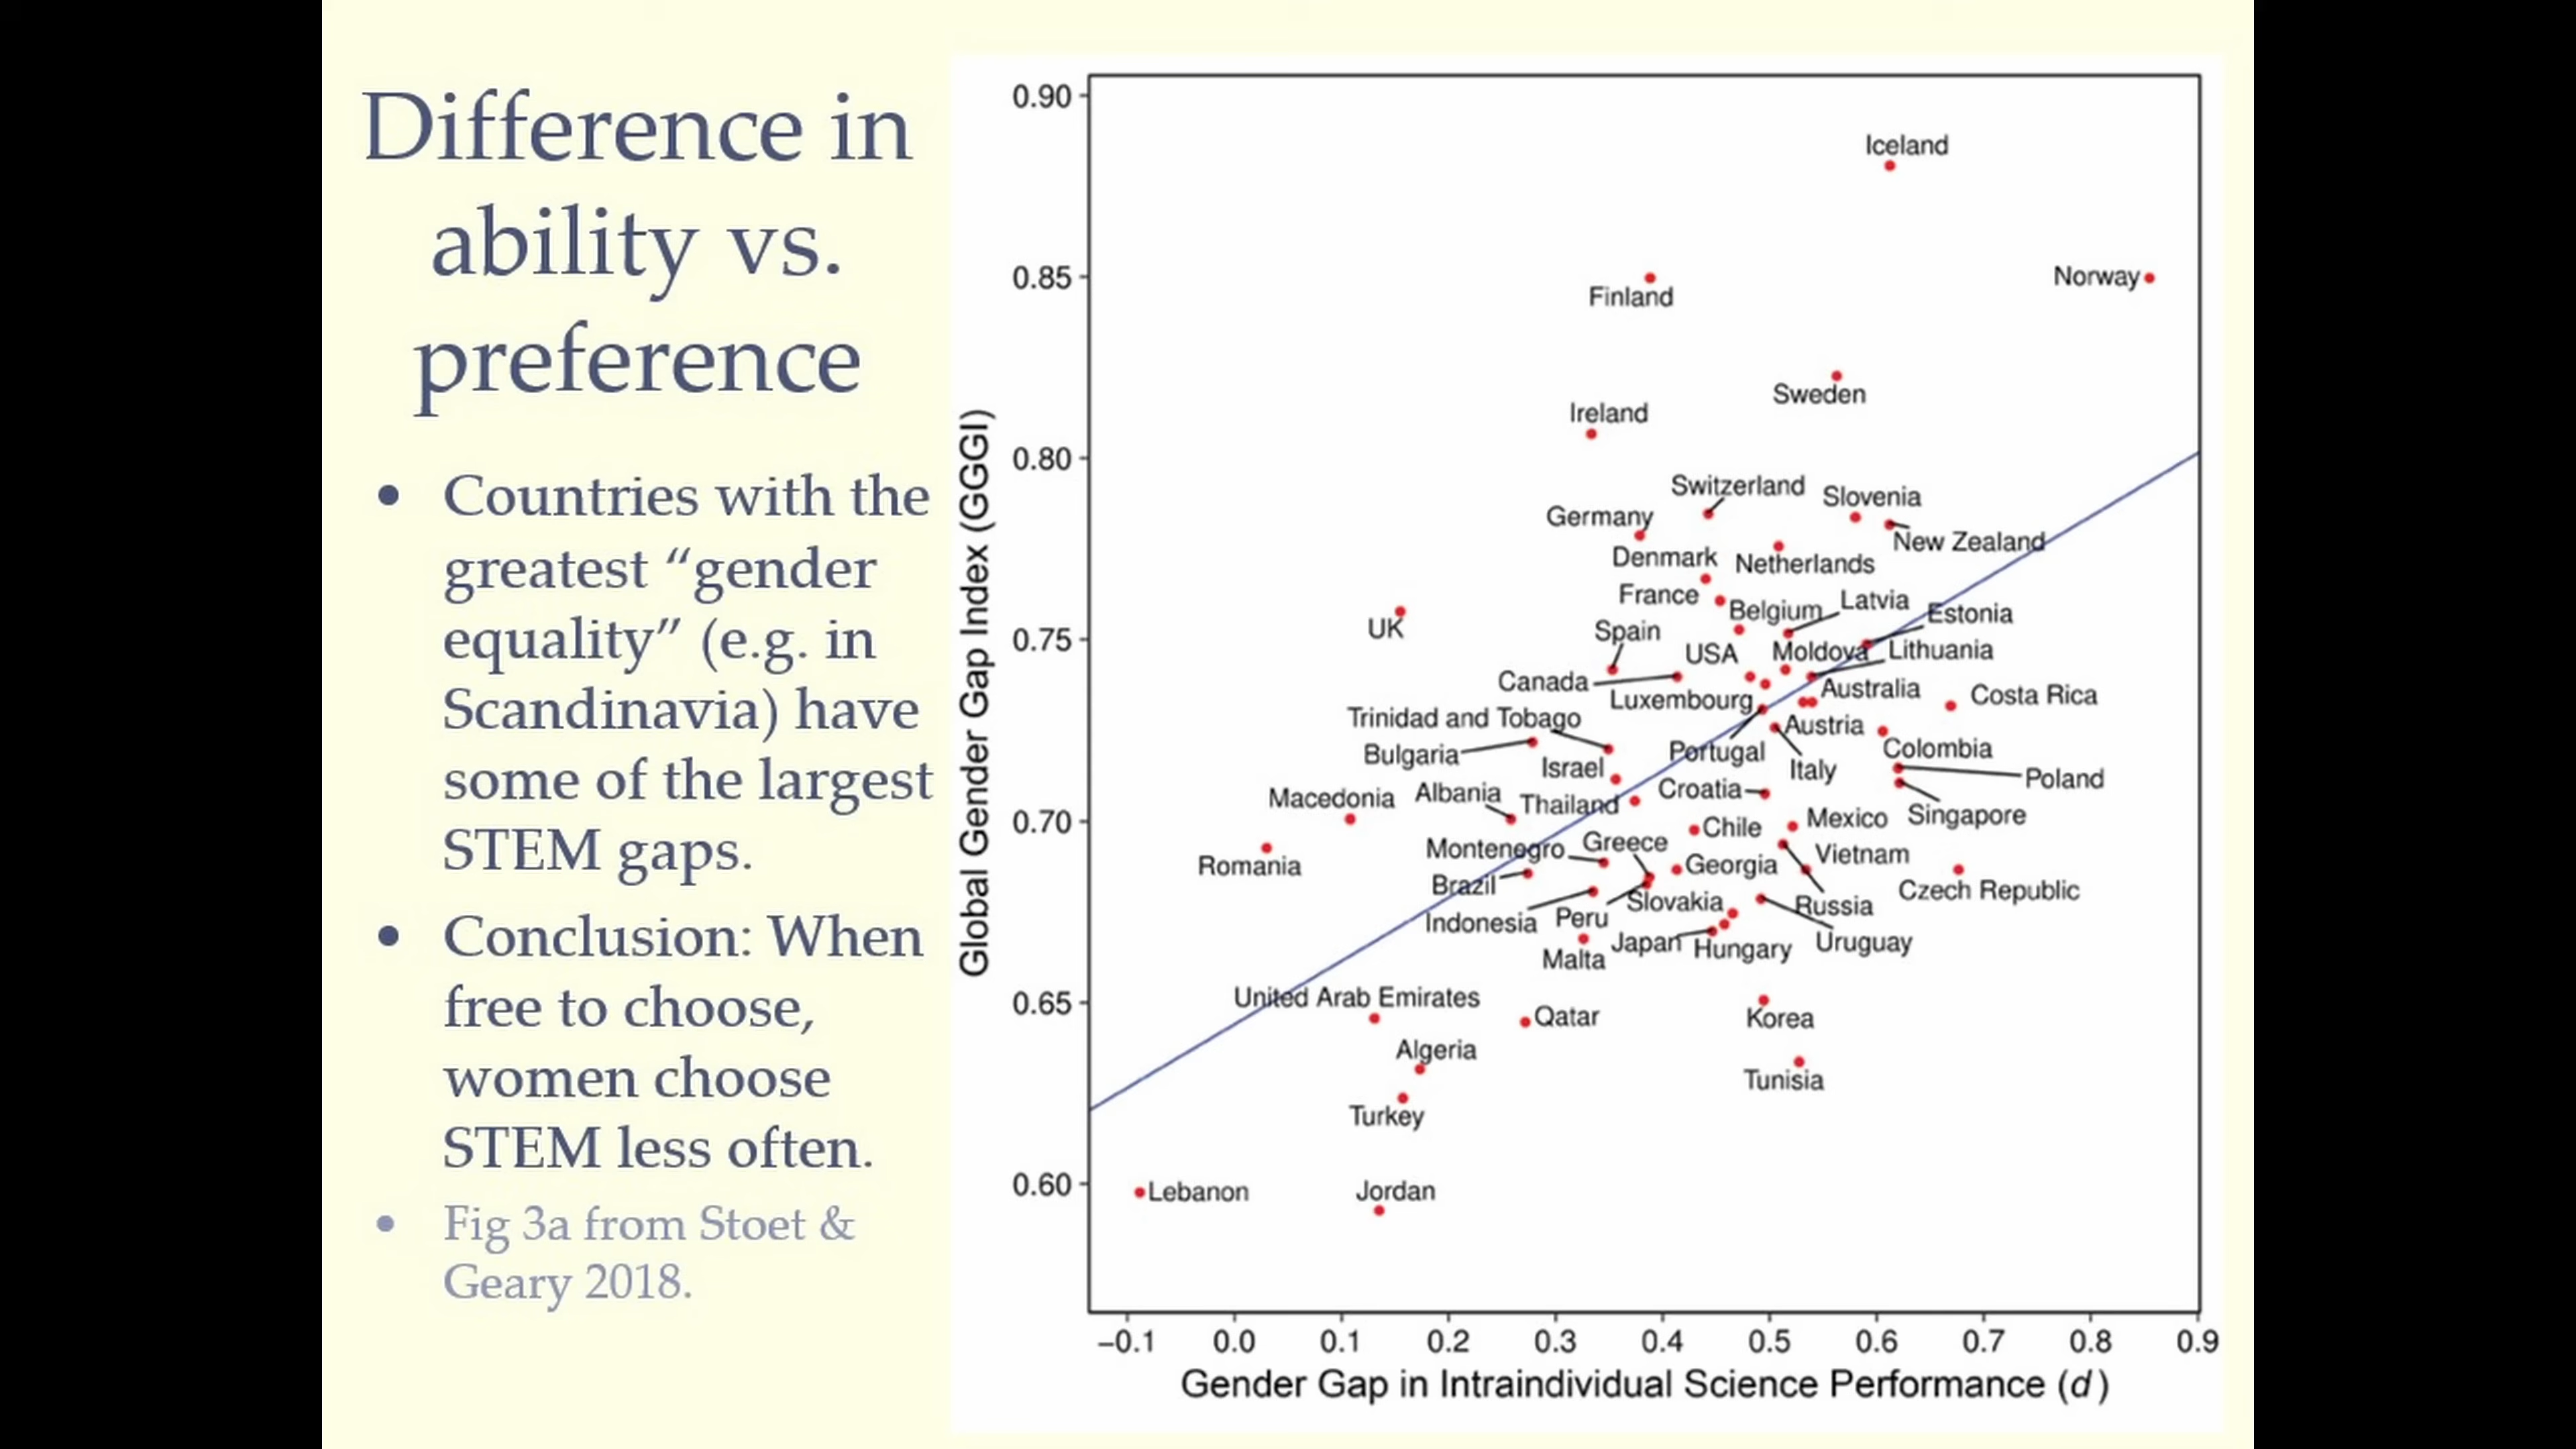 Difference in
ability vs.
preference
• Countries with the
greatest “gender
equality” (e.g. in
Scandinavia) have
some of the largest
STEM gaps.
• Conclusion: When
free to choose,
women choose
STEM less often.
• Fig 3a from Stoet &
Geary 2018.
Global Gender Gap Index (GGGI)
0.90
0.85
0.80
0.75
0.70
0.65
0.60
Iceland
Norway
Finland
Sweden
Ireland
Switzerland
Slovenia
Germany
New Zealand
Denmark
Netherlands
France
Latvia
Belgium
Estonia
UK
Spain
USA
Moldova
Lithuania
Canada
Luxembourg
Australia
Costa Rica
Trinidad and Tobago
Austria
Bulgaria
Portugal
Colombia
Israel
Italy
Poland
Macedonia
Albania
Thailand
Croatia
Singapore
Chile
Mexico
Montenegro
Greece
Vietnam
Romania
Georgia
Brazil
Czech Republic
Slovakia
Russia
Indonesia
Peru
Japan
Hungary
Uruguay
Malta
United Arab Emirates
Qatar
Korea
Algeria
Tunisia
Turkey
Lebanon
Jordan
−0.1 0.0 0.1 0.2 0.3 0.4 0.5 0.6 0.7 0.8 0.9
Gender Gap in Intraindividual Science Performance (d)